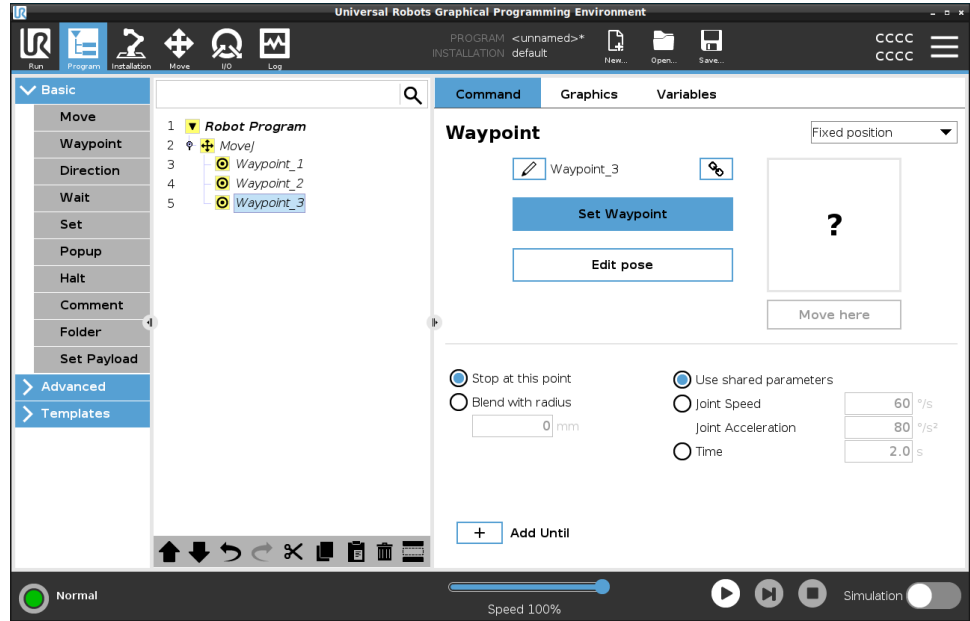 Universal Robots Graphical Programming Environment
UR
Run
Program
Installation
Move
I/O
Log
PROGRAM <unnamed>*
INSTALLATION default
New...
Open...
Save...
CCCC
CCCC
Basic
Move
Waypoint
Direction
Wait
Set
Popup
Halt
Comment
Folder
Set Payload
Advanced
Templates
1 Robot Program
2 MoveJ
3 Waypoint_1
4 Waypoint_2
5 Waypoint_3
Command Graphics Variables
Waypoint
Fixed position
Waypoint_3
Set Waypoint
Edit pose
?
Move here
Stop at this point
Blend with radius
0 mm
Use shared parameters
Joint Speed 60 °/s
Joint Acceleration 80 °/s²
Time 2.0 s
+ Add Until
Normal
Speed 100%
Simulation